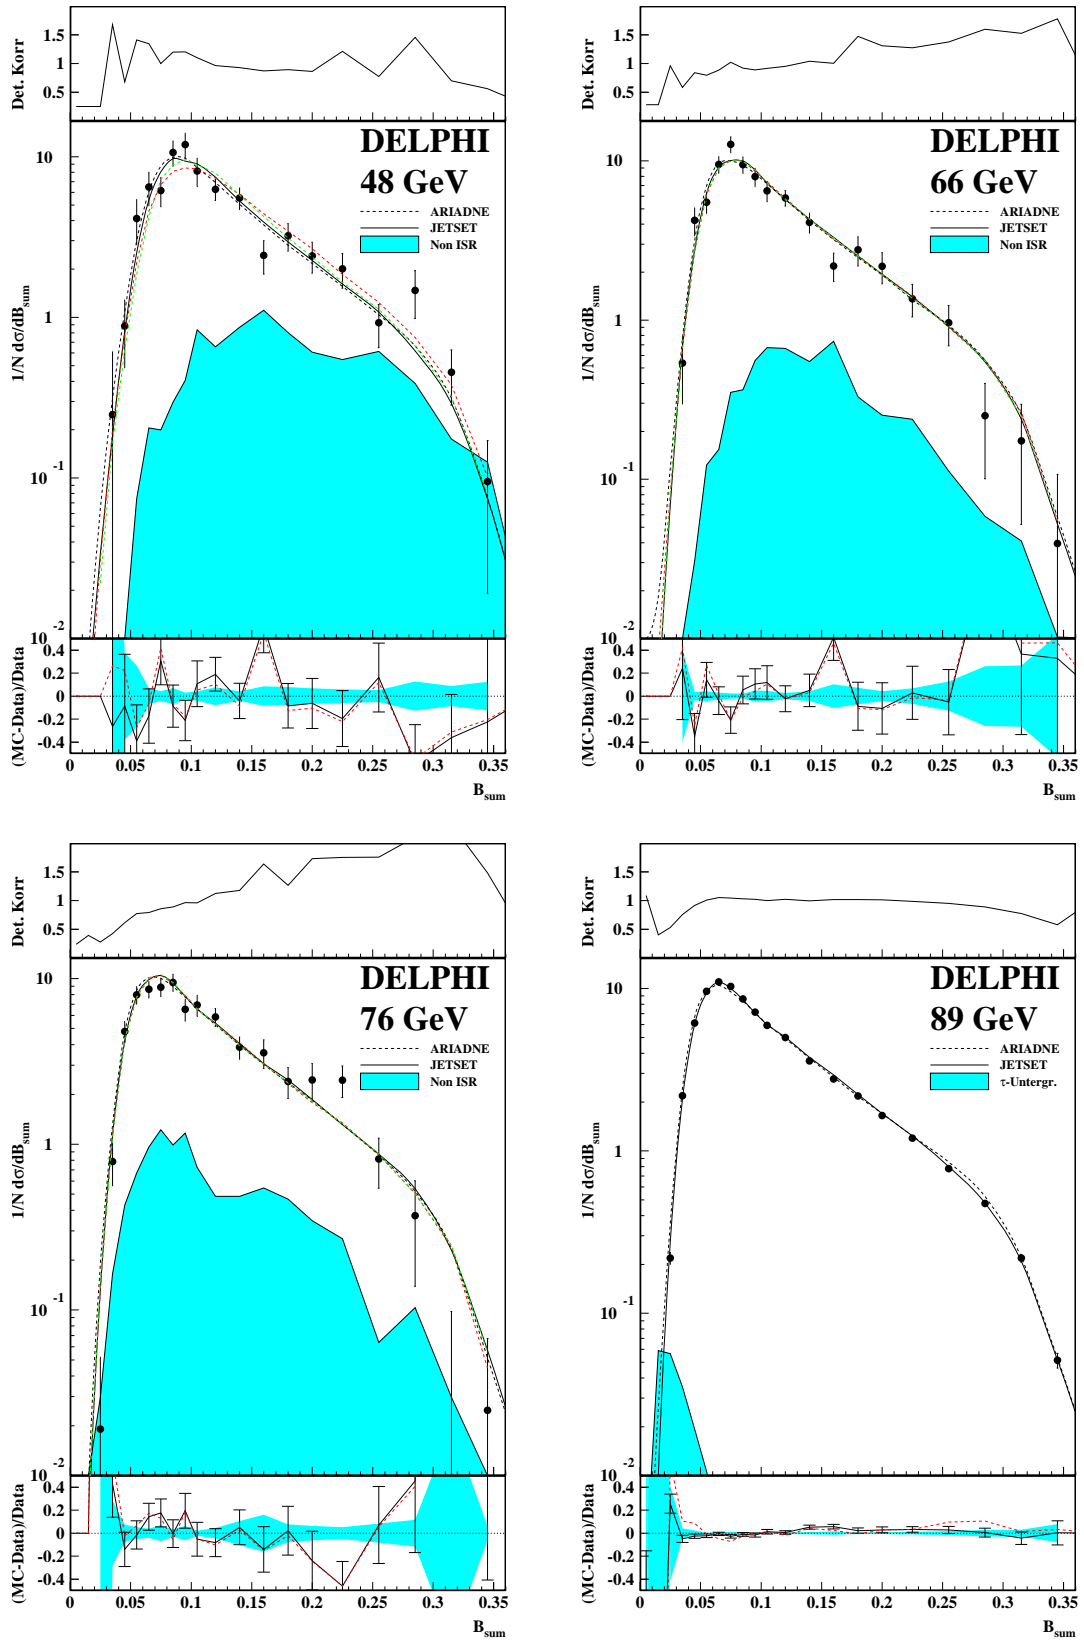 Det. Korr
1.5
1
0.5
DELPHI
48 GeV
ARIADNE
JETSET
Non ISR
1/N dσ/dB_sum
10
1
10^-1
10^-2
(MC-Data)/Data
0.4
0.2
0
-0.2
-0.4
0 0.05 0.1 0.15 0.2 0.25 0.3 0.35
B_sum
Det. Korr
1.5
1
0.5
DELPHI
66 GeV
ARIADNE
JETSET
Non ISR
1/N dσ/dB_sum
10
1
10^-1
10^-2
(MC-Data)/Data
0.4
0.2
0
-0.2
-0.4
0 0.05 0.1 0.15 0.2 0.25 0.3 0.35
B_sum
Det. Korr
1.5
1
0.5
DELPHI
76 GeV
ARIADNE
JETSET
Non ISR
1/N dσ/dB_sum
10
1
10^-1
10^-2
(MC-Data)/Data
0.4
0.2
0
-0.2
-0.4
0 0.05 0.1 0.15 0.2 0.25 0.3 0.35
B_sum
Det. Korr
1.5
1
0.5
DELPHI
89 GeV
ARIADNE
JETSET
τ-Untergr.
1/N dσ/dB_sum
10
1
10^-1
10^-2
(MC-Data)/Data
0.4
0.2
0
-0.2
-0.4
0 0.05 0.1 0.15 0.2 0.25 0.3 0.35
B_sum